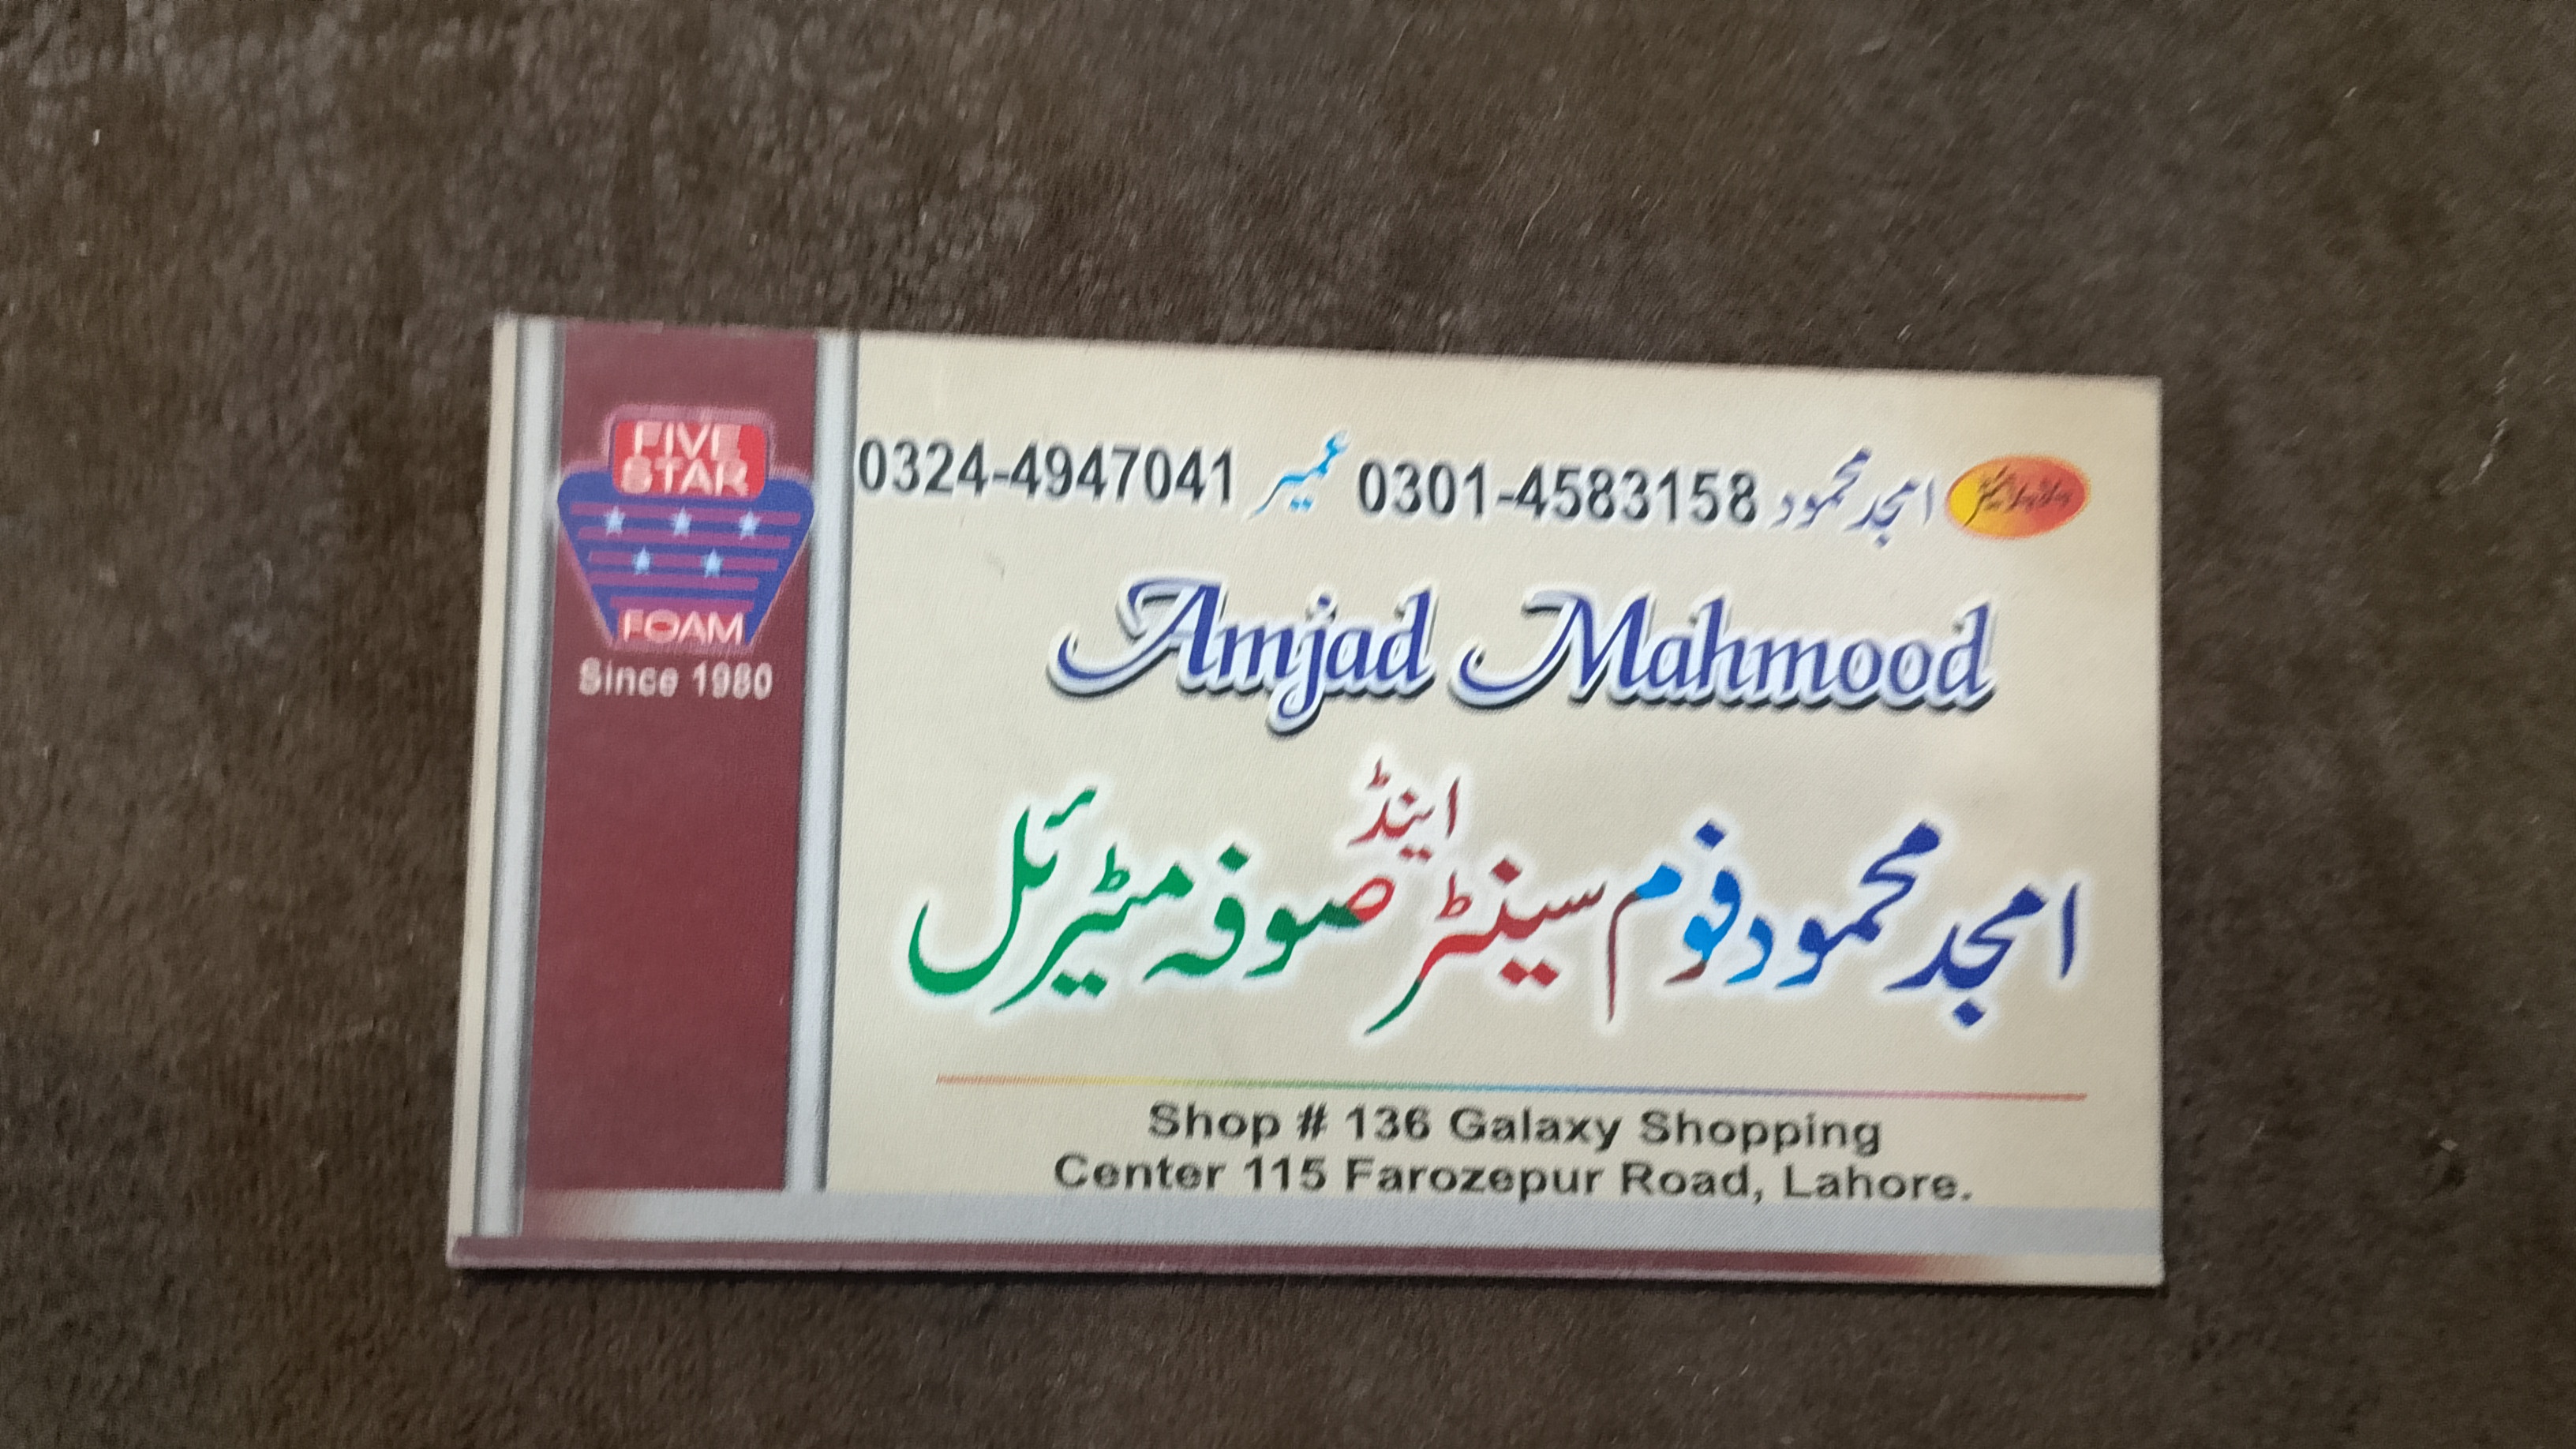 FIVE
STAR
FOAM
Since 1980
امجد محمود 0301-4583158 عمیر 0324-4947041
Amjad Mahmood
امجد محمود فوم سینٹر اینڈ صوفہ مٹیرئل
Shop # 136 Galaxy Shopping
Center 115 Farozepur Road, Lahore.